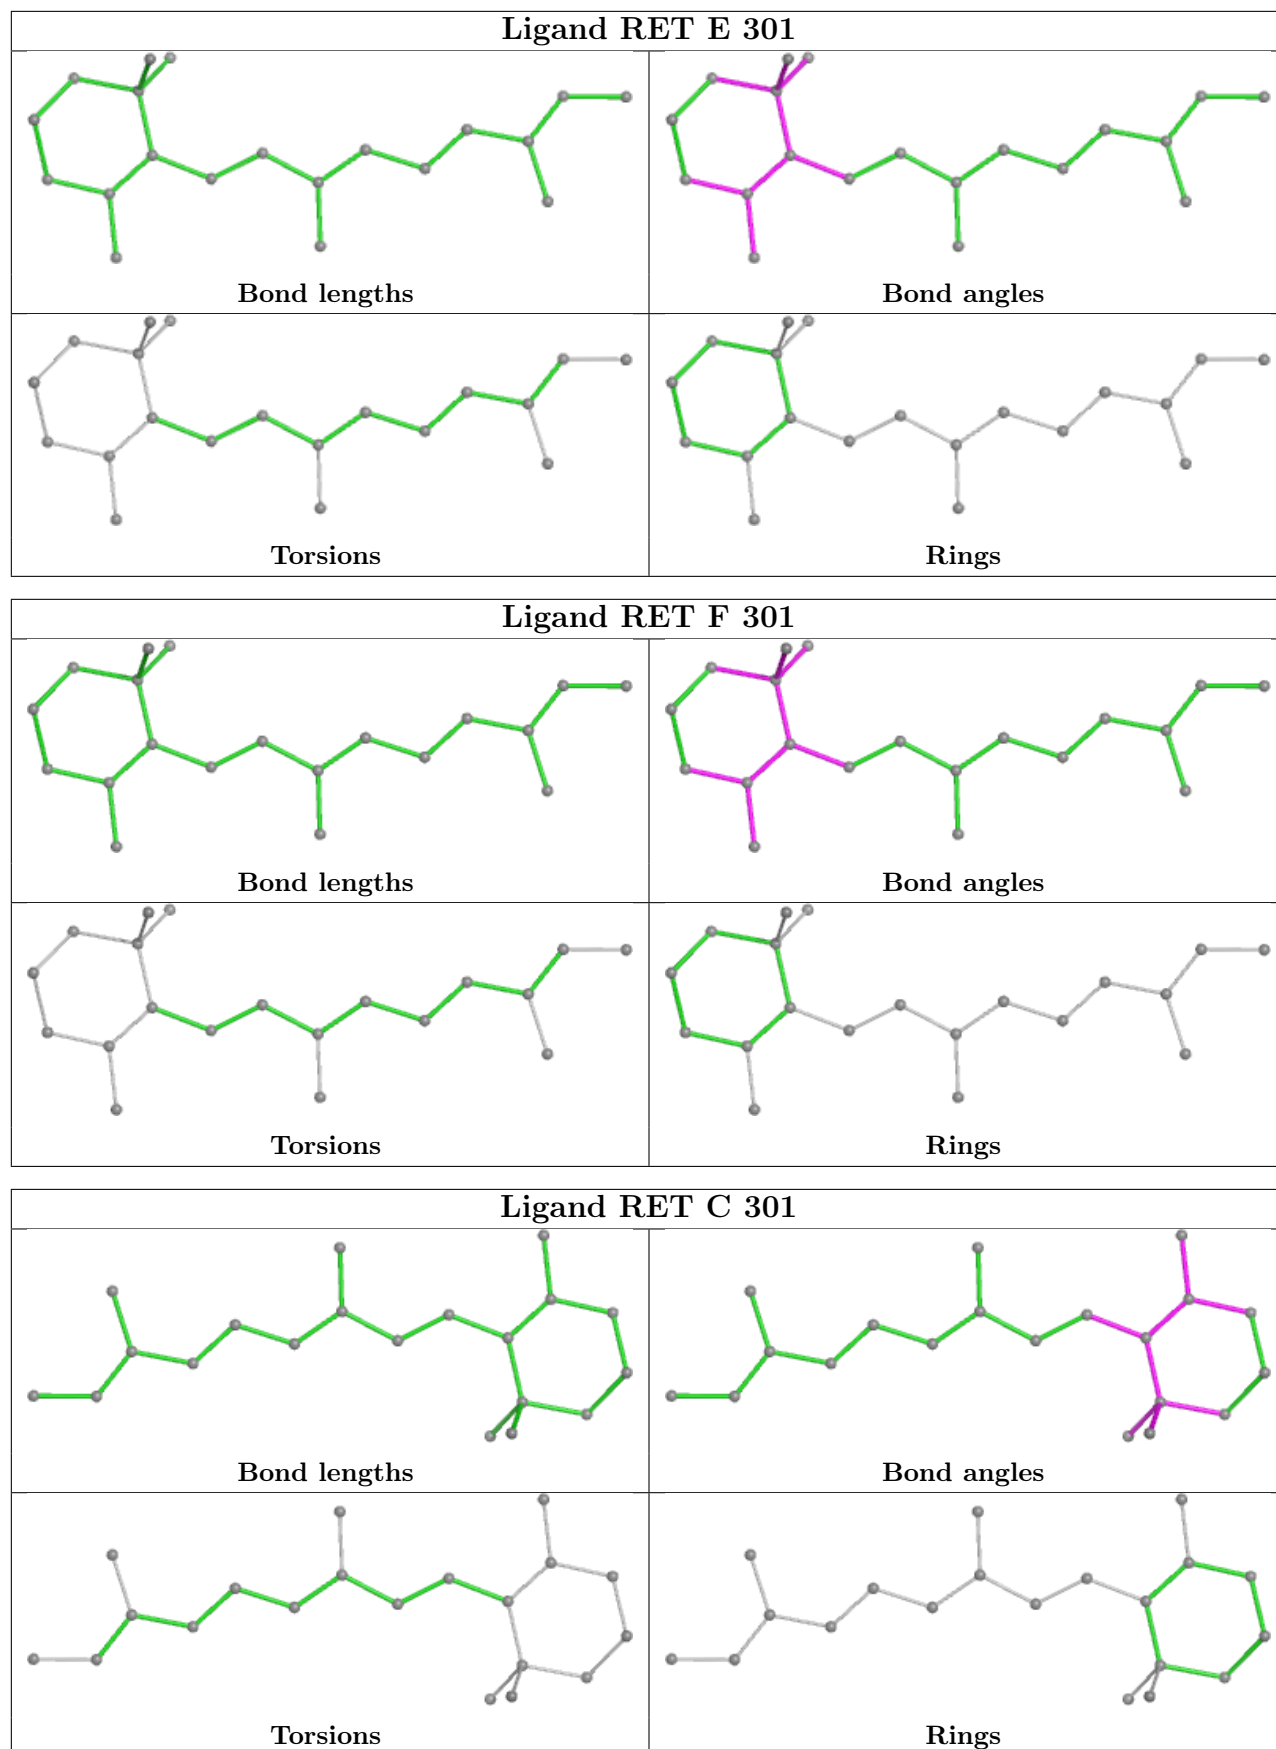 Ligand RET E 301
Bond lengths
Bond angles
Torsions
Rings
Ligand RET F 301
Bond lengths
Bond angles
Torsions
Rings
Ligand RET C 301
Bond lengths
Bond angles
Torsions
Rings